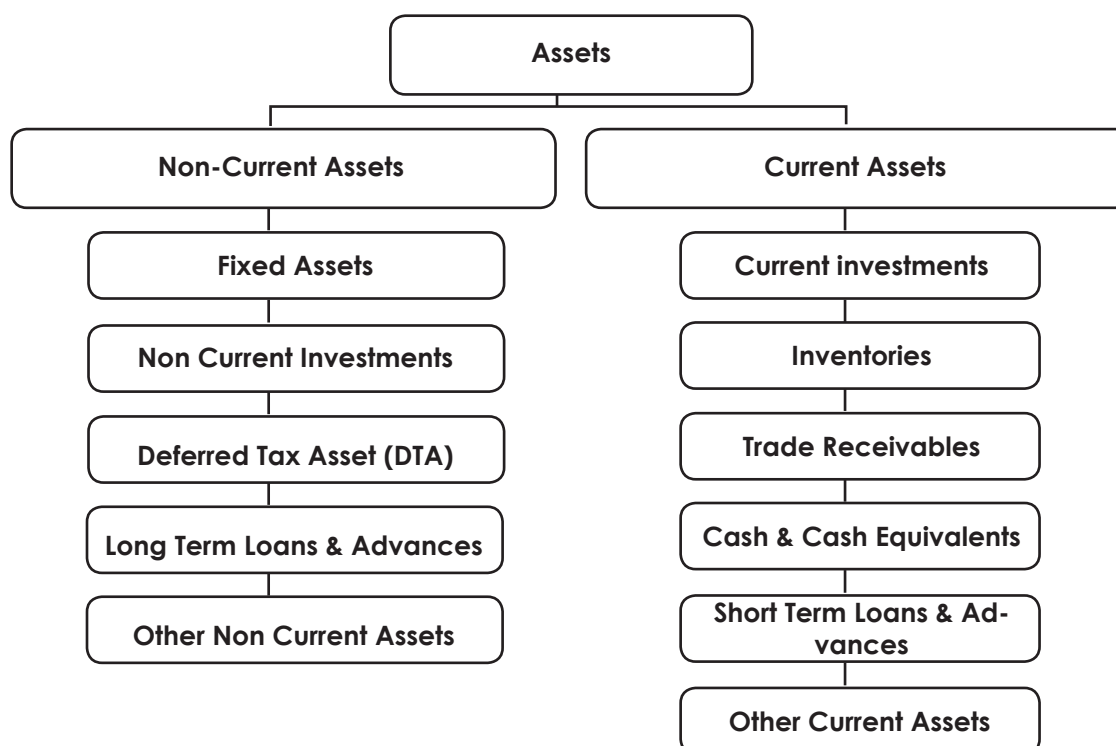 Assets
Non-Current Assets
Current Assets
Fixed Assets
Non Current Investments
Deferred Tax Asset (DTA)
Long Term Loans & Advances
Other Non Current Assets
Current investments
Inventories
Trade Receivables
Cash & Cash Equivalents
Short Term Loans & Ad-
vances
Other Current Assets